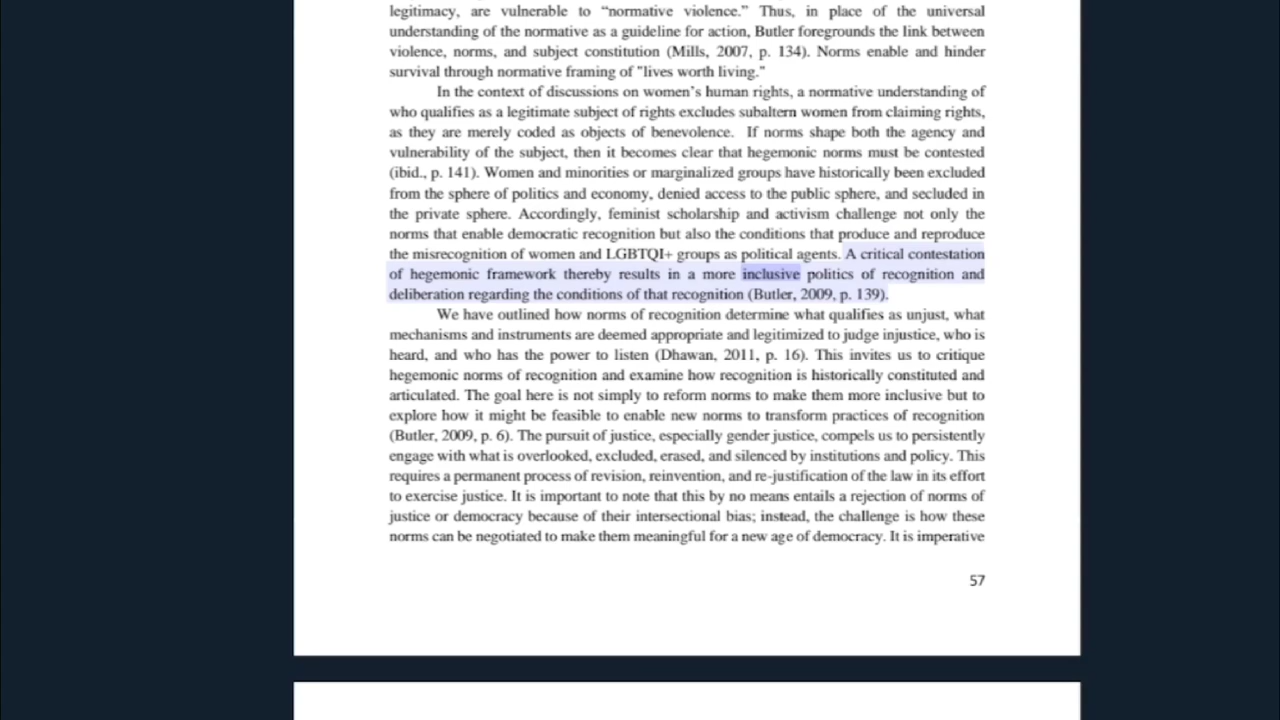 legitimacy, are vulnerable to “normative violence.” Thus, in place of the universal
understanding of the normative as a guideline for action, Butler foregrounds the link between
violence, norms, and subject constitution (Mills, 2007, p. 134). Norms enable and hinder
survival through normative framing of "lives worth living."
In the context of discussions on women’s human rights, a normative understanding of
who qualifies as a legitimate subject of rights excludes subaltern women from claiming rights,
as they are merely coded as objects of benevolence. If norms shape both the agency and
vulnerability of the subject, then it becomes clear that hegemonic norms must be contested
(ibid., p. 141). Women and minorities or marginalized groups have historically been excluded
from the sphere of politics and economy, denied access to the public sphere, and secluded in
the private sphere. Accordingly, feminist scholarship and activism challenge not only the
norms that enable democratic recognition but also the conditions that produce and reproduce
the misrecognition of women and LGBTQI+ groups as political agents. A critical contestation
of hegemonic framework thereby results in a more inclusive politics of recognition and
deliberation regarding the conditions of that recognition (Butler, 2009, p. 139).
We have outlined how norms of recognition determine what qualifies as unjust, what
mechanisms and instruments are deemed appropriate and legitimized to judge injustice, who is
heard, and who has the power to listen (Dhawan, 2011, p. 16). This invites us to critique
hegemonic norms of recognition and examine how recognition is historically constituted and
articulated. The goal here is not simply to reform norms to make them more inclusive but to
explore how it might be feasible to enable new norms to transform practices of recognition
(Butler, 2009, p. 6). The pursuit of justice, especially gender justice, compels us to persistently
engage with what is overlooked, excluded, erased, and silenced by institutions and policy. This
requires a permanent process of revision, reinvention, and re-justification of the law in its effort
to exercise justice. It is important to note that this by no means entails a rejection of norms of
justice or democracy because of their intersectional bias; instead, the challenge is how these
norms can be negotiated to make them meaningful for a new age of democracy. It is imperative
57